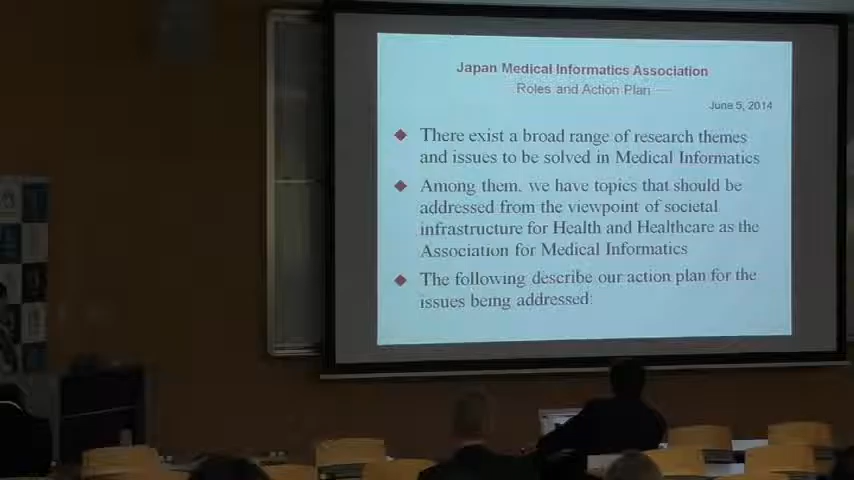 Japan Medical Informatics Association
Roles and Action Plan —
June 5, 2014
There exist a broad range of research themes
and issues to be solved in Medical Informatics
Among them, we have topics that should be
addressed from the viewpoint of societal
infrastructure for Health and Healthcare as the
Association for Medical Informatics
The following describe our action plan for the
issues being addressed: